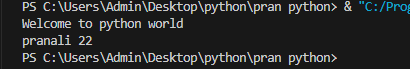 PS C:\Users\Admin\Desktop\python\pran python> & "C:/Prog
Welcome to python world
pranali 22
PS C:\Users\Admin\Desktop\python\pran python>